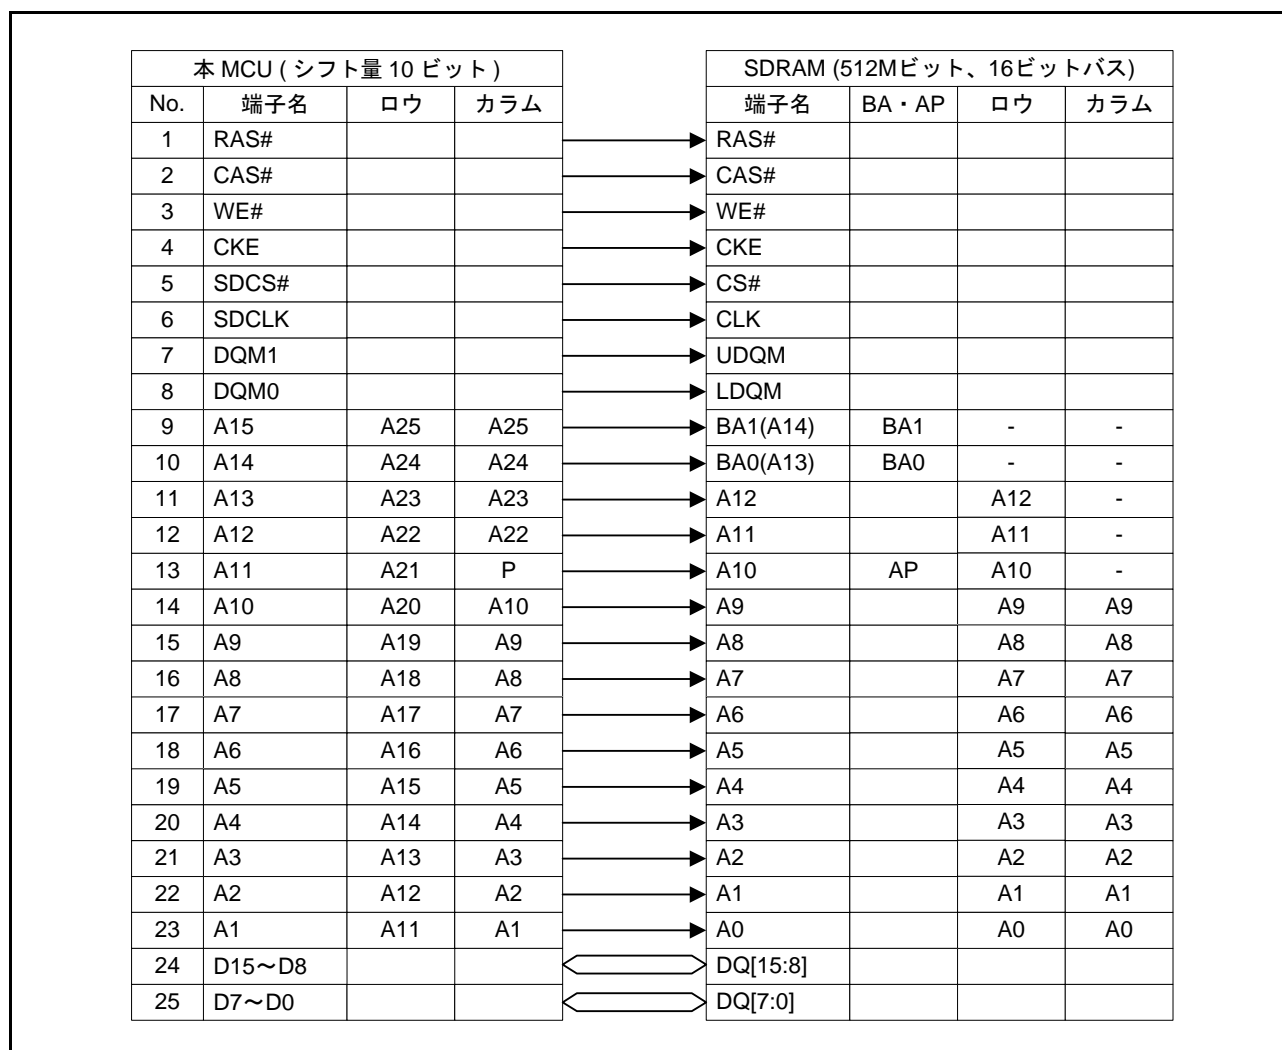 本 MCU ( シフト量 10 ビット ) SDRAM (512Mビット、16ビットバス)
No. 端子名 ロウ カラム 端子名 BA・AP ロウ カラム
1 RAS# RAS#
2 CAS# CAS#
3 WE# WE#
4 CKE CKE
5 SDCS# CS#
6 SDCLK CLK
7 DQM1 UDQM
8 DQM0 LDQM
9 A15 A25 A25 BA1(A14) BA1 - -
10 A14 A24 A24 BA0(A13) BA0 - -
11 A13 A23 A23 A12 A12 -
12 A12 A22 A22 A11 A11 -
13 A11 A21 P A10 AP A10 -
14 A10 A20 A10 A9 A9 A9
15 A9 A19 A9 A8 A8 A8
16 A8 A18 A8 A7 A7 A7
17 A7 A17 A7 A6 A6 A6
18 A6 A16 A6 A5 A5 A5
19 A5 A15 A5 A4 A4 A4
20 A4 A14 A4 A3 A3 A3
21 A3 A13 A3 A2 A2 A2
22 A2 A12 A2 A1 A1 A1
23 A1 A11 A1 A0 A0 A0
24 D15～D8 DQ[15:8]
25 D7～D0 DQ[7:0]